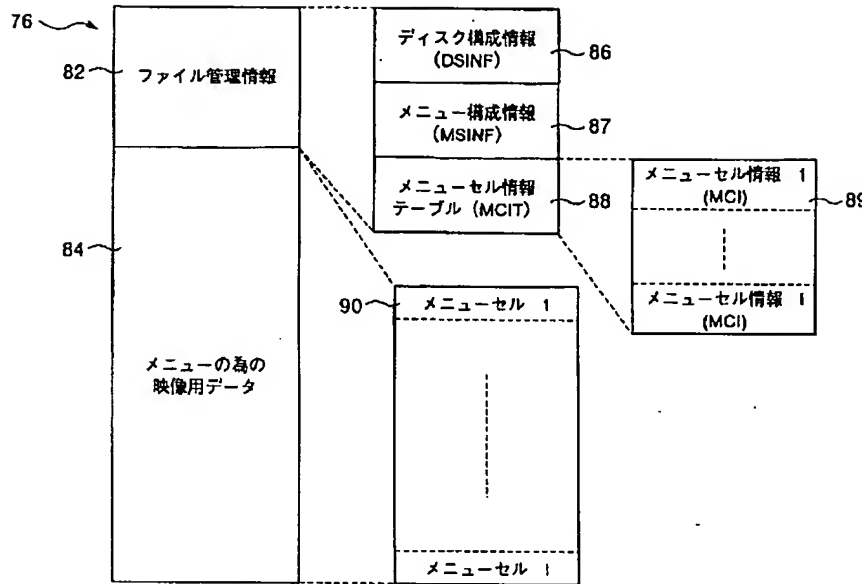 76
82
ファイル管理情報
84
メニューの為の
映像用データ
ディスク構成情報
(DSINF)
86
メニュー構成情報
(MSINF)
87
メニューセル情報
テーブル（MCIT）
88
メニューセル情報 1
(MCI)
89
メニューセル情報 I
(MCI)
90
メニューセル 1
メニューセル I